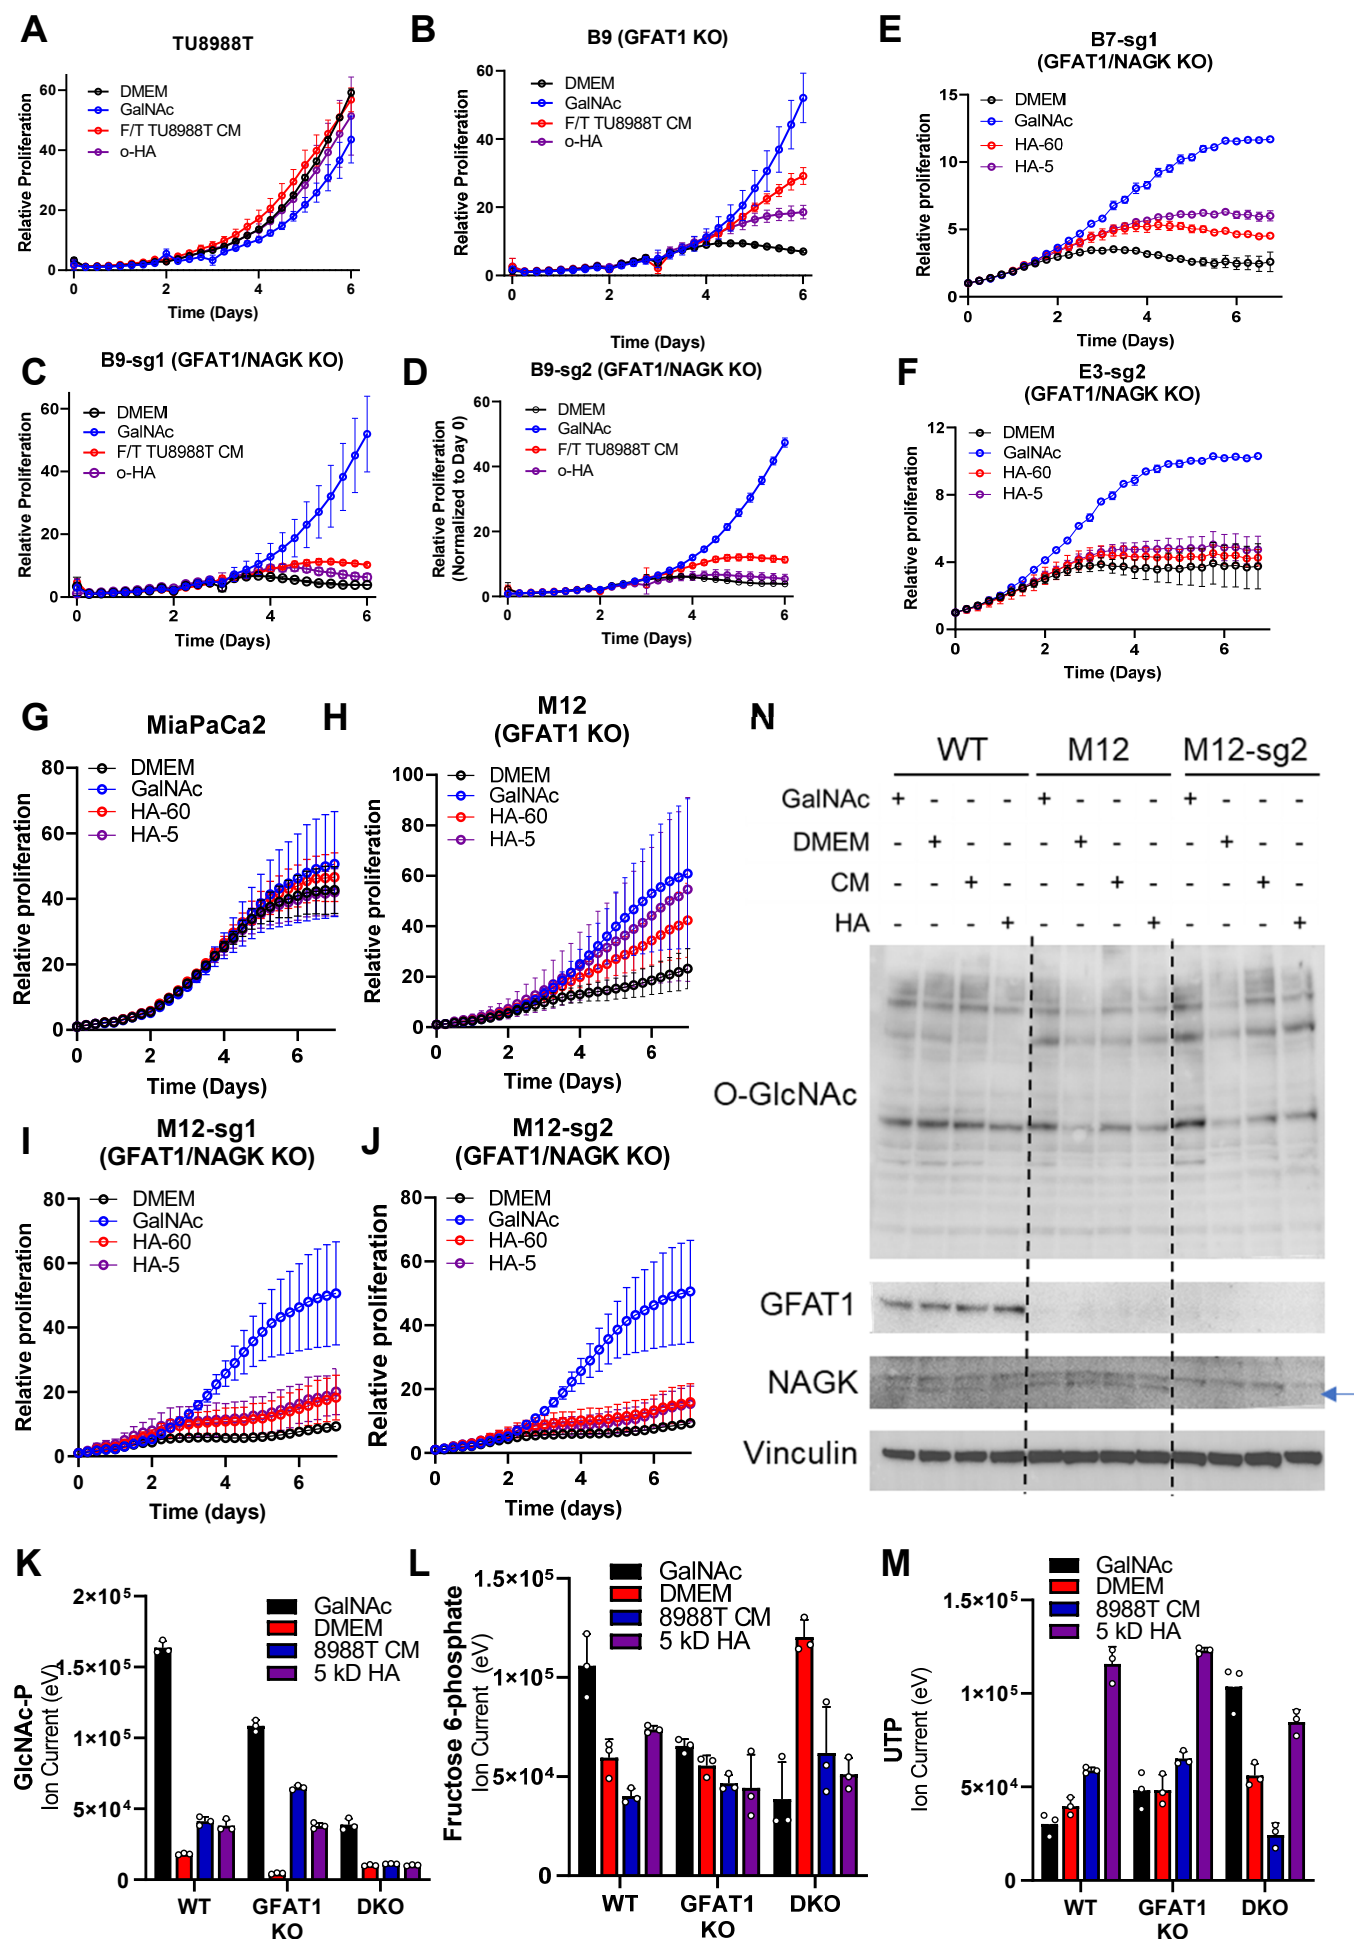 A
TU8988T
Relative Proliferation
60
40
20
0
DMEM
GalNAc
F/T TU8988T CM
o-HA
0
2
4
6
Time (Days)
B
B9 (GFAT1 KO)
Relative Proliferation
60
40
20
0
DMEM
GalNAc
F/T TU8988T CM
o-HA
0
2
4
6
Time (Days)
E
B7-sg1
(GFAT1/NAGK KO)
Relative proliferation
15
10
5
0
DMEM
GalNAc
HA-60
HA-5
0
2
4
6
Time (Days)
C
B9-sg1 (GFAT1/NAGK KO)
Relative Proliferation
60
40
20
0
DMEM
GalNAc
F/T TU8988T CM
o-HA
0
2
4
6
Time (Days)
D
B9-sg2 (GFAT1/NAGK KO)
Relative Proliferation
(Normalized to Day 0)
60
40
20
0
DMEM
GalNAc
F/T TU8988T CM
o-HA
0
2
4
6
Time (Days)
F
E3-sg2
(GFAT1/NAGK KO)
Relative proliferation
12
8
4
0
DMEM
GalNAc
HA-60
HA-5
0
2
4
6
Time (Days)
G
MiaPaCa2
Relative proliferation
80
60
40
20
0
DMEM
GalNAc
HA-60
HA-5
0
2
4
6
Time (Days)
H
M12
(GFAT1 KO)
Relative proliferation
100
80
60
40
20
0
DMEM
GalNAc
HA-60
HA-5
0
2
4
6
Time (Days)
N
WT
M12
M12-sg2
GalNAc + - - - + - - - + - - -
DMEM - + - - - + - - - + - -
CM - - + - - - + - - - + -
HA - - - + - - - + - - - +
O-GlcNAc
GFAT1
NAGK
Vinculin
I
M12-sg1
(GFAT1/NAGK KO)
Relative proliferation
80
60
40
20
0
DMEM
GalNAc
HA-60
HA-5
0
2
4
6
Time (days)
J
M12-sg2
(GFAT1/NAGK KO)
Relative proliferation
80
60
40
20
0
DMEM
GalNAc
HA-60
HA-5
0
2
4
6
Time (days)
K
GlcNAc-P
Ion Current (eV)
2×10⁵
1.5×10⁵
1×10⁵
5×10⁴
0
GalNAc
DMEM
8988T CM
5 kD HA
WT
GFAT1
KO
DKO
L
Fructose 6-phosphate
Ion Current (eV)
1.5×10⁵
1×10⁵
5×10⁴
0
GalNAc
DMEM
8988T CM
5 kD HA
WT
GFAT1
KO
DKO
M
UTP
Ion Current (eV)
1.5×10⁵
1×10⁵
5×10⁴
0
GalNAc
DMEM
8988T CM
5 kD HA
WT
GFAT1
KO
DKO